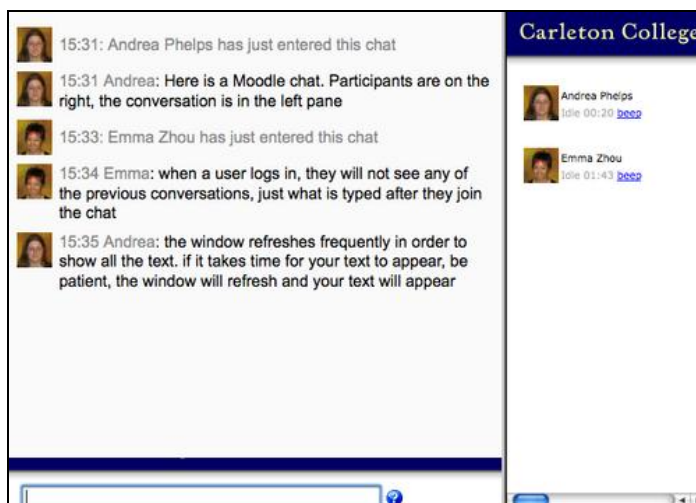 15:31: Andrea Phelps has just entered this chat
15:31 Andrea: Here is a Moodle chat. Participants are on the
right, the conversation is in the left pane
15:33: Emma Zhou has just entered this chat
15:34 Emma: when a user logs in, they will not see any of
the previous conversations, just what is typed after they join
the chat
15:35 Andrea: the window refreshes frequently in order to
show all the text. if it takes time for your text to appear, be
patient, the window will refresh and your text will appear
Carleton College
Andrea Phelps
Idle 00:20 beep
Emma Zhou
Idle 01:43 beep
?